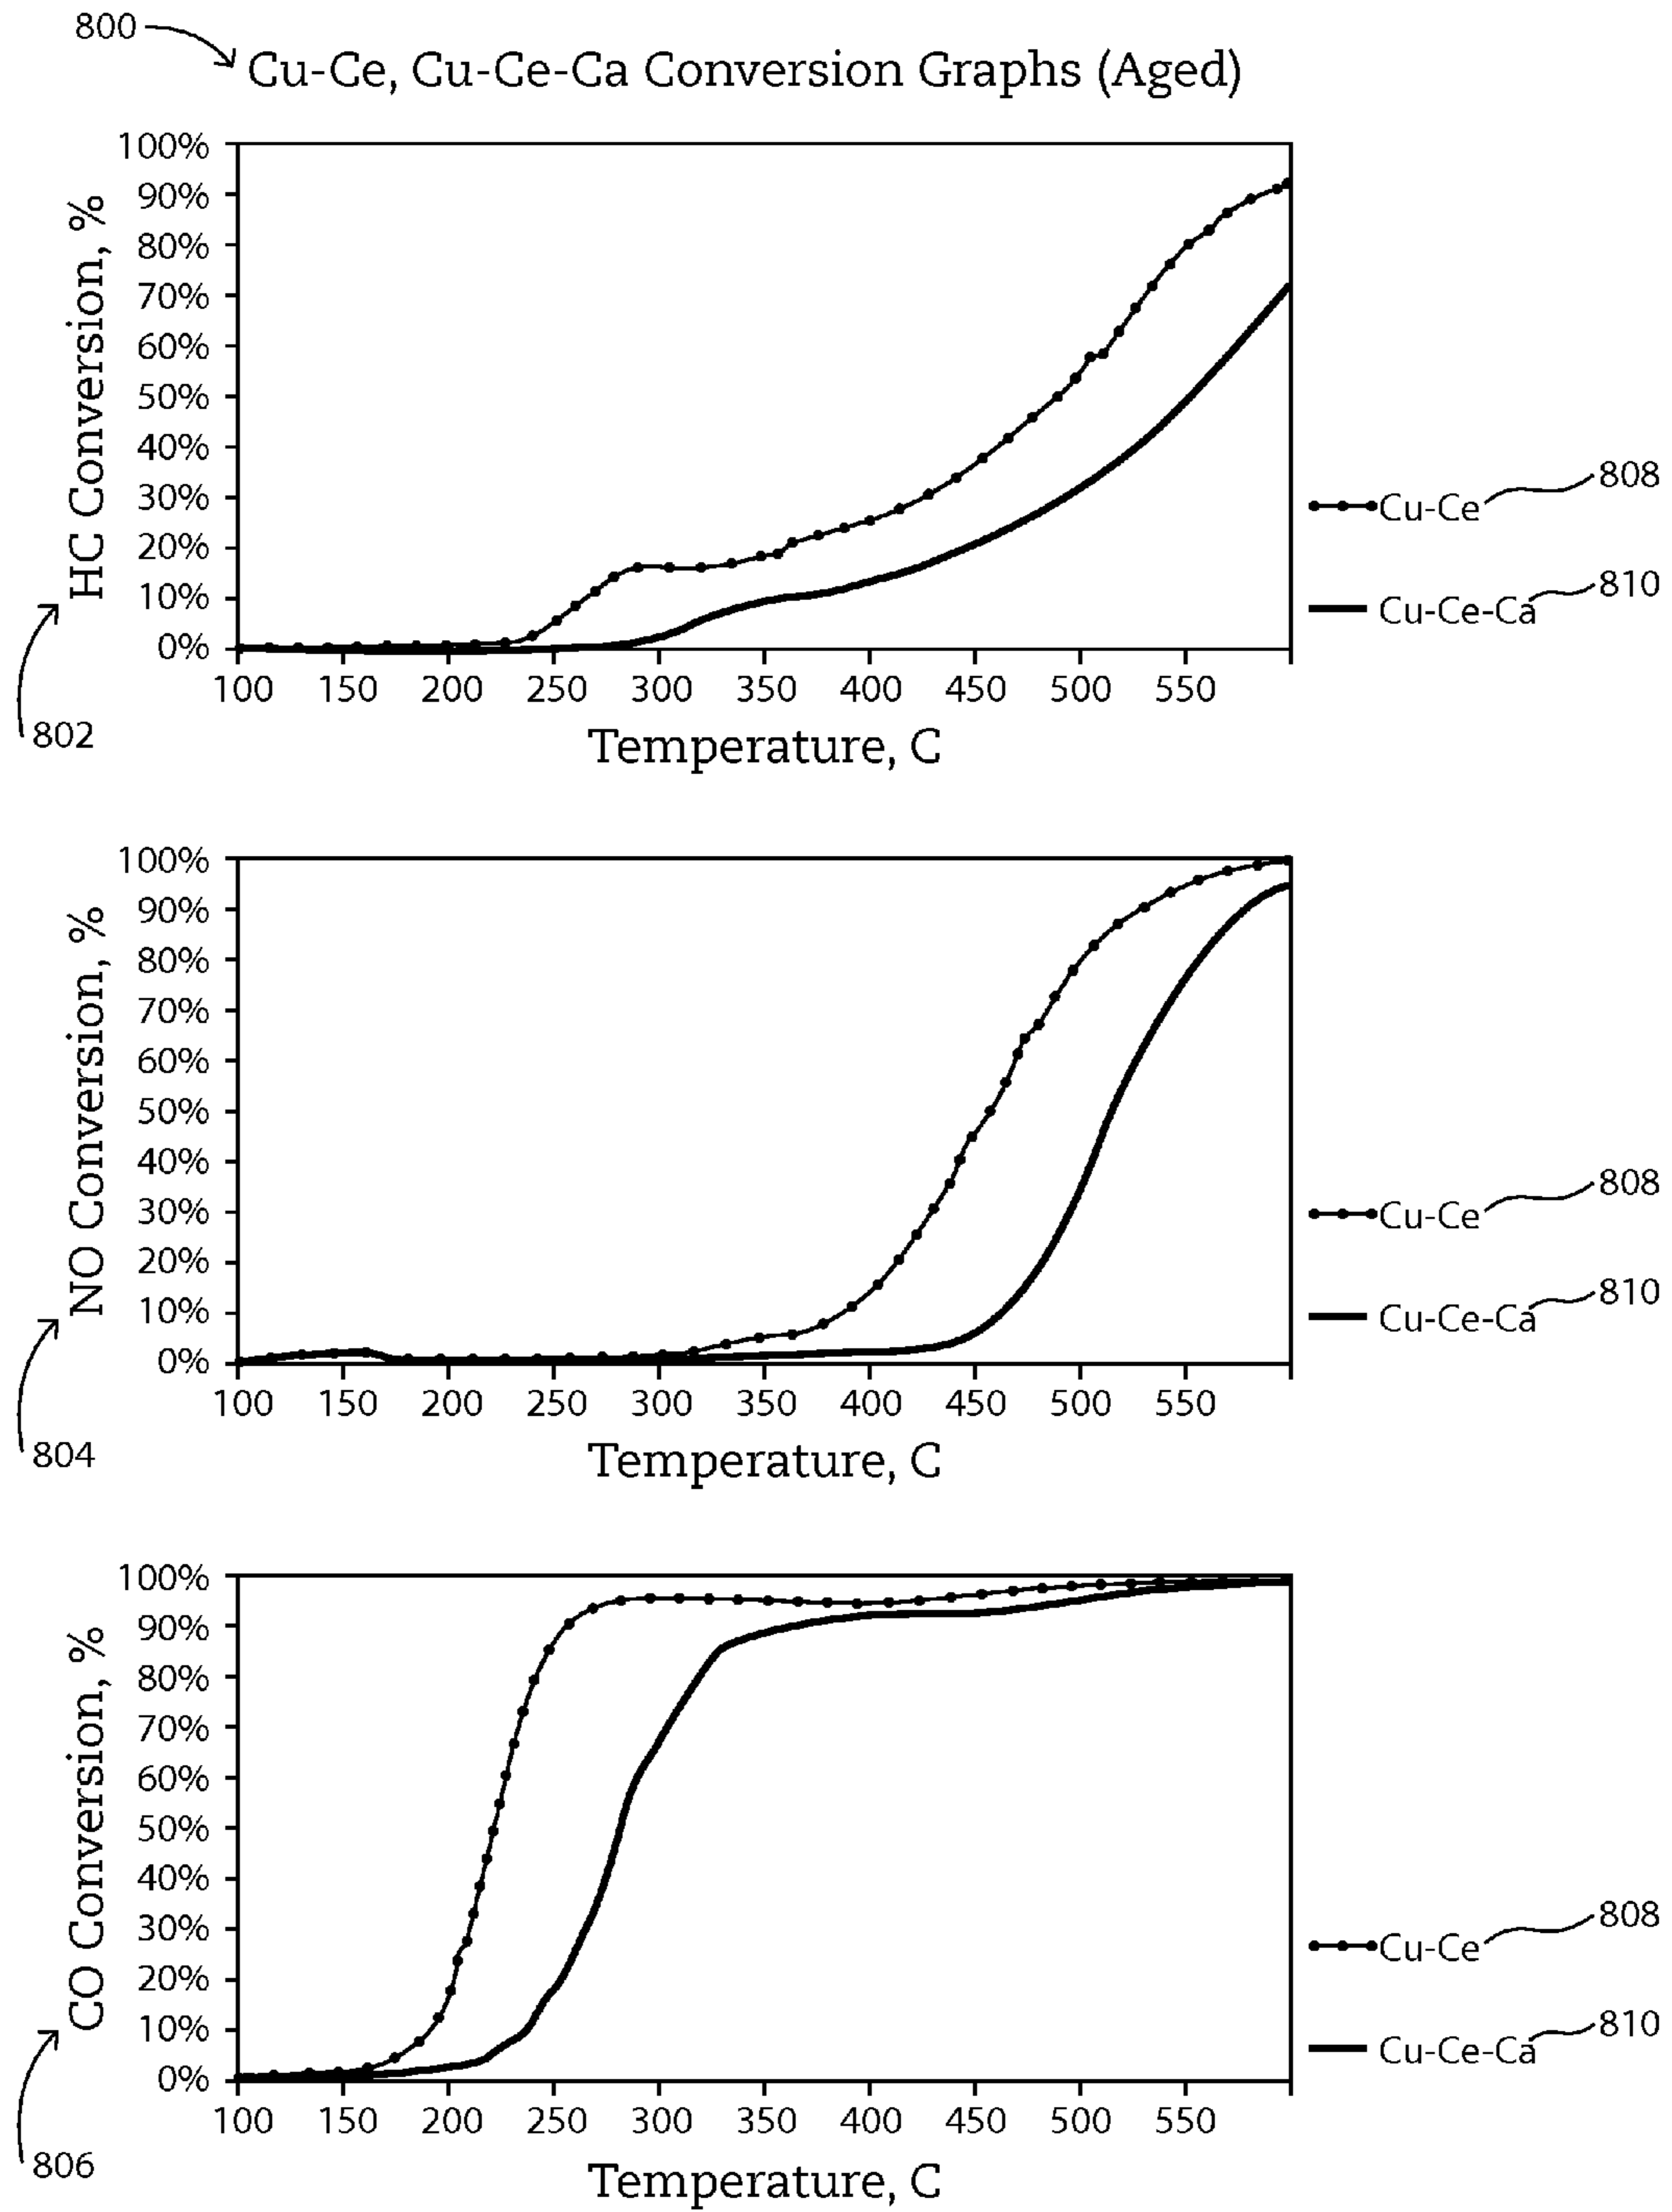 800
Cu-Ce, Cu-Ce-Ca Conversion Graphs (Aged)
HC Conversion, %
100%
90%
80%
70%
60%
50%
40%
30%
20%
10%
0%
100 150 200 250 300 350 400 450 500 550
Temperature, C
802
Cu-Ce 808
Cu-Ce-Ca 810
NO Conversion, %
100%
90%
80%
70%
60%
50%
40%
30%
20%
10%
0%
100 150 200 250 300 350 400 450 500 550
Temperature, C
804
Cu-Ce 808
Cu-Ce-Ca 810
CO Conversion, %
100%
90%
80%
70%
60%
50%
40%
30%
20%
10%
0%
100 150 200 250 300 350 400 450 500 550
Temperature, C
806
Cu-Ce 808
Cu-Ce-Ca 810